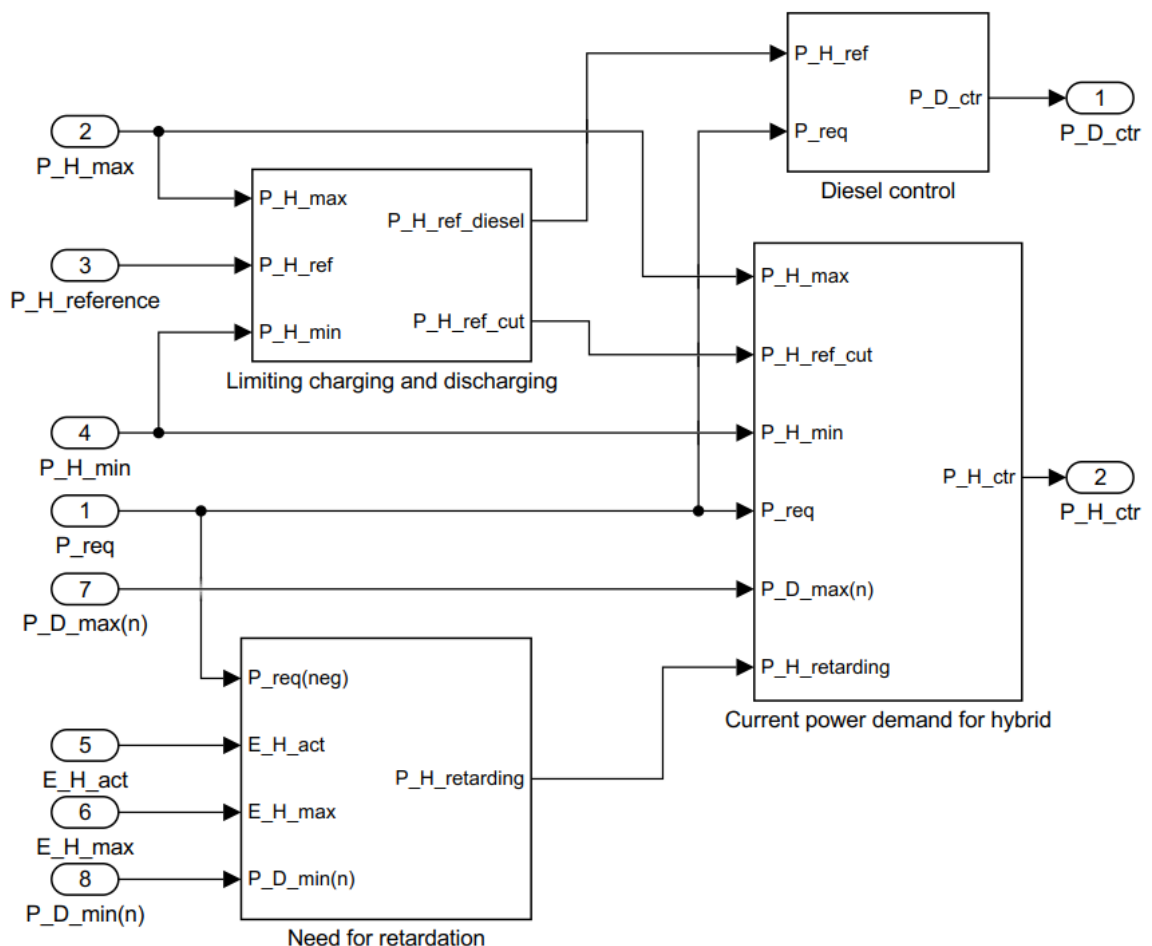 2
P_H_max
3
P_H_reference
4
P_H_min
1
P_req
7
P_D_max(n)
5
E_H_act
6
E_H_max
8
P_D_min(n)
P_H_max
P_H_ref
P_H_min
P_H_ref_diesel
P_H_ref_cut
Limiting charging and discharging
P_req(neg)
E_H_act
E_H_max
P_D_min(n)
P_H_retarding
Need for retardation
P_H_ref
P_req
P_D_ctr
Diesel control
P_H_max
P_H_ref_cut
P_H_min
P_req
P_D_max(n)
P_H_retarding
P_H_ctr
Current power demand for hybrid
1
P_D_ctr
2
P_H_ctr